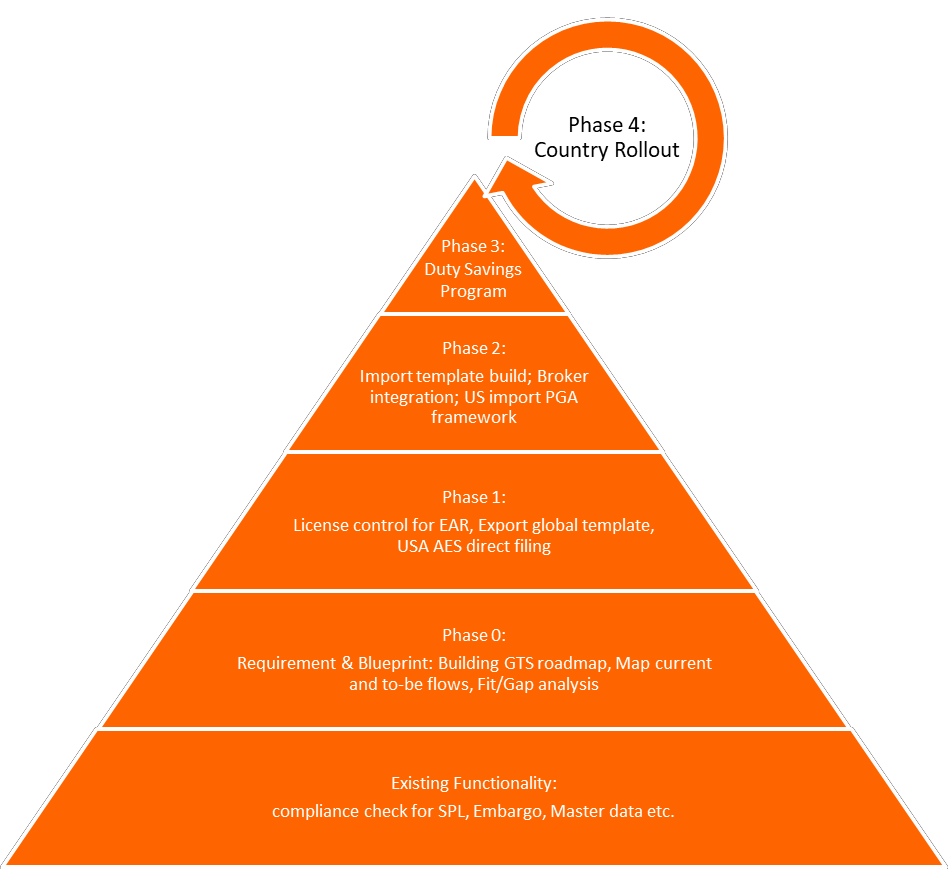 Phase 4:
Country Rollout
Phase 3:
Duty Savings
Program
Phase 2:
Import template build; Broker
integration; US import PGA
framework
Phase 1:
License control for EAR, Export global template,
USA AES direct filing
Phase 0:
Requirement & Blueprint: Building GTS roadmap, Map current
and to-be flows, Fit/Gap analysis
Existing Functionality:
compliance check for SPL, Embargo, Master data etc.